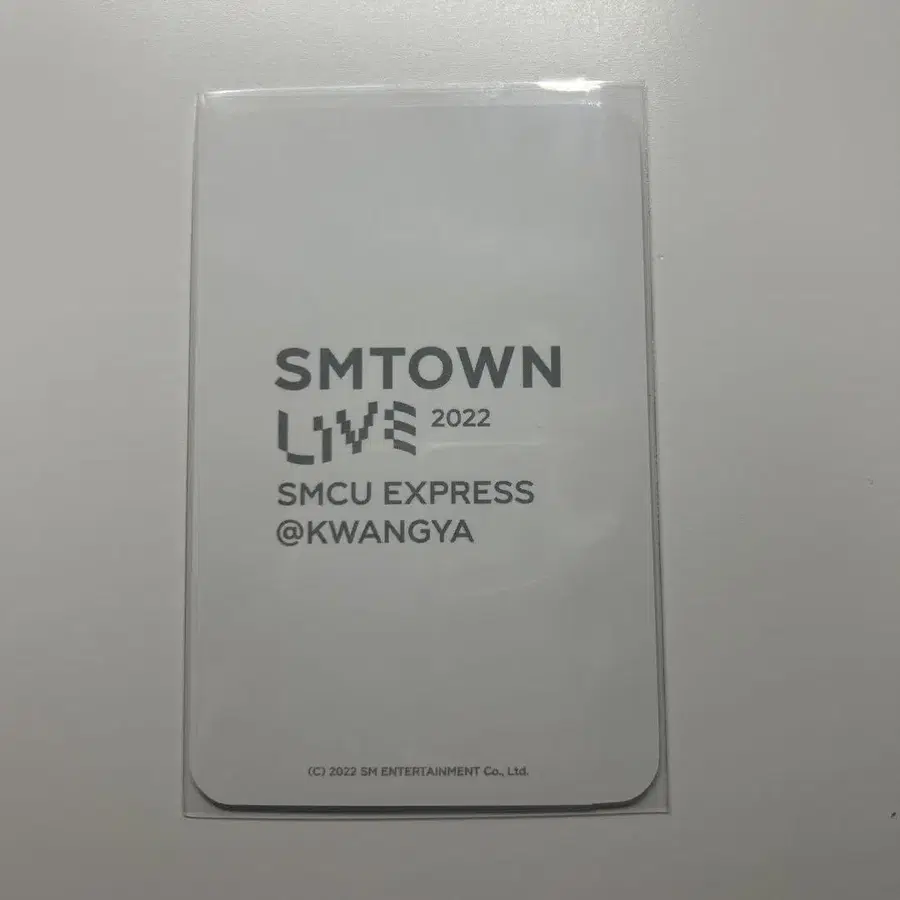 SMTOWN
LiVE 2022
SMCU EXPRESS
@KWANGYA
(C) 2022 SM ENTERTAINMENT Co., Ltd.